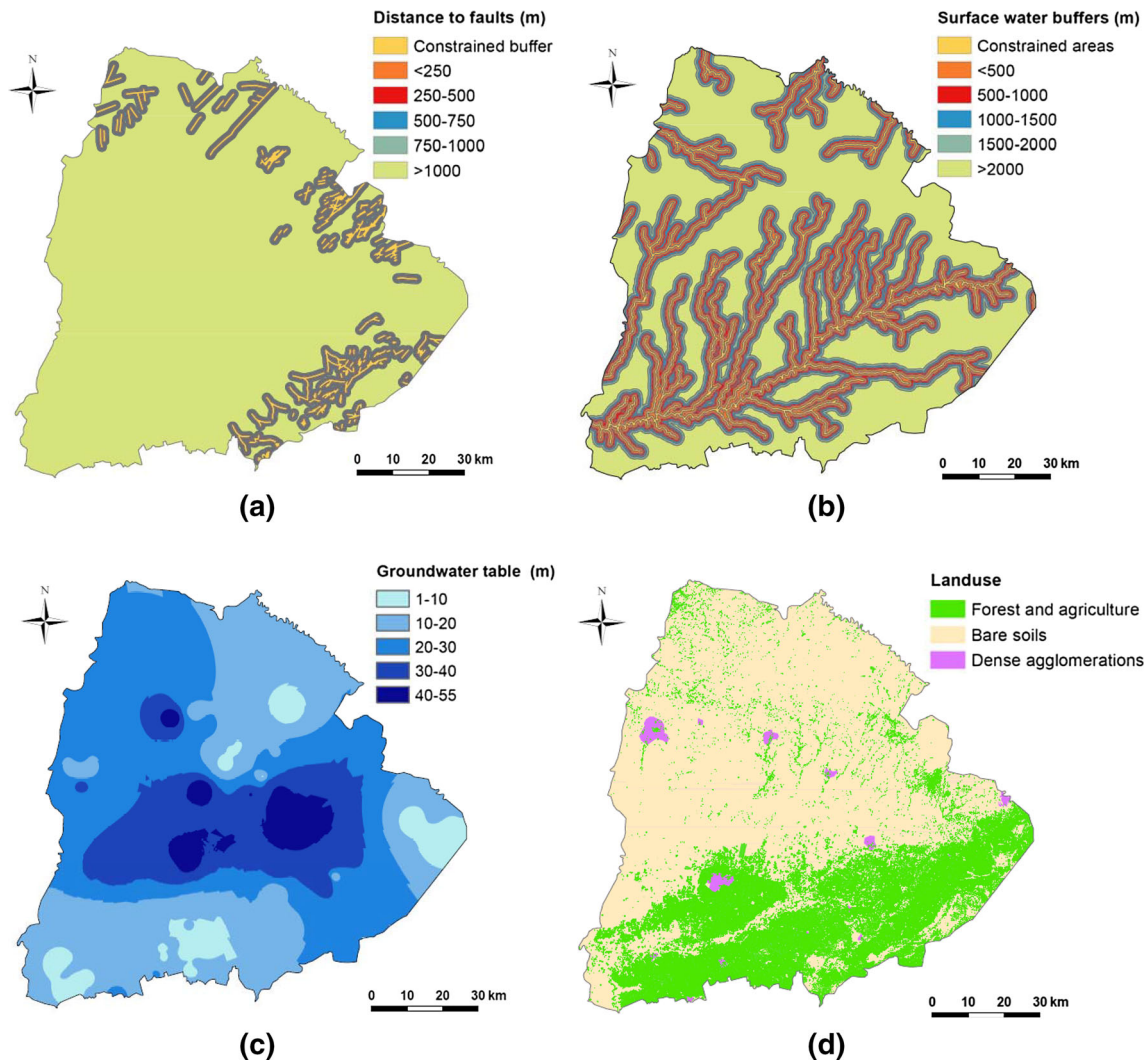 Distance to faults (m)
N
Constrained buffer
<250
250-500
500-750
750-1000
>1000
0 10 20 30 km
(a)
Surface water buffers (m)
N
Constrained areas
<500
500-1000
1000-1500
1500-2000
>2000
0 10 20 30 km
(b)
Groundwater table (m)
N
1-10
10-20
20-30
30-40
40-55
0 10 20 30 km
(c)
Landuse
N
Forest and agriculture
Bare soils
Dense agglomerations
0 10 20 30 km
(d)